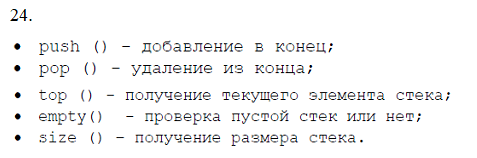 24.
• push () – добавление в конец;
• pop () – удаление из конца;
• top () – получение текущего элемента стека;
• empty()  – проверка пустой стек или нет;
• size () – получение размера стека.